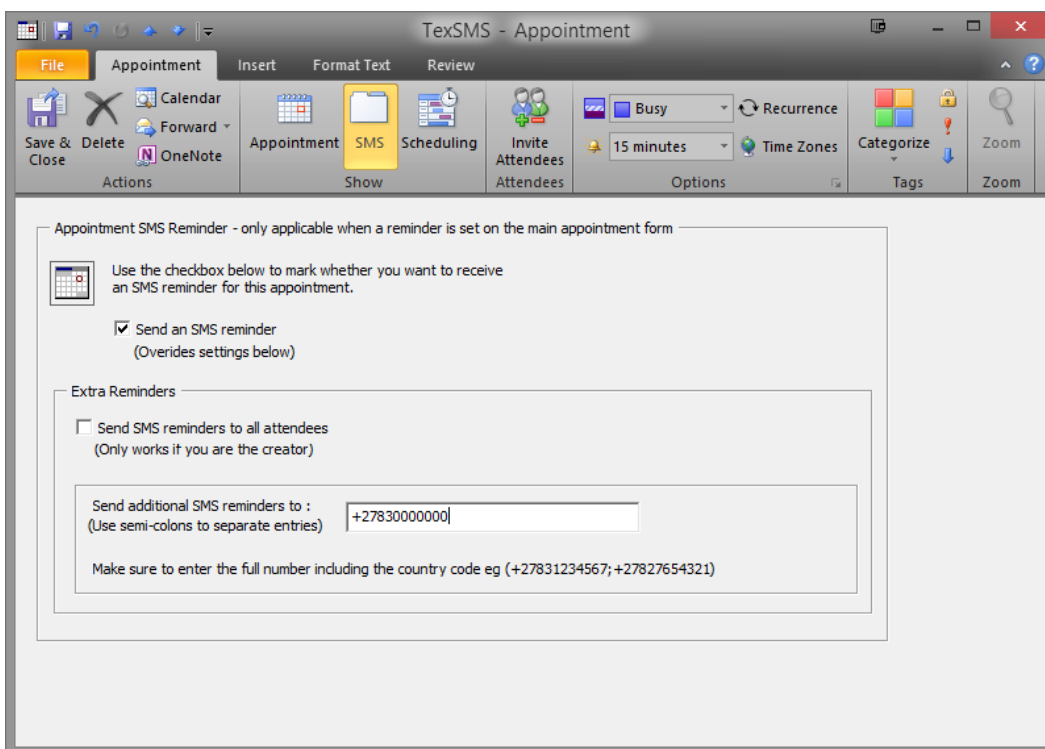 TexSMS - Appointment
File Appointment Insert Format Text Review
Save & Close
Delete
Calendar
Forward
OneNote
Actions
Appointment
SMS
Scheduling
Show
Invite Attendees
Attendees
Busy
15 minutes
Recurrence
Time Zones
Options
Categorize
Tags
Zoom
Zoom
Appointment SMS Reminder - only applicable when a reminder is set on the main appointment form
Use the checkbox below to mark whether you want to receive
an SMS reminder for this appointment.
Send an SMS reminder
(Overides settings below)
Extra Reminders
Send SMS reminders to all attendees
(Only works if you are the creator)
Send additional SMS reminders to :
(Use semi-colons to separate entries)
+27830000000
Make sure to enter the full number including the country code eg (+27831234567;+27827654321)